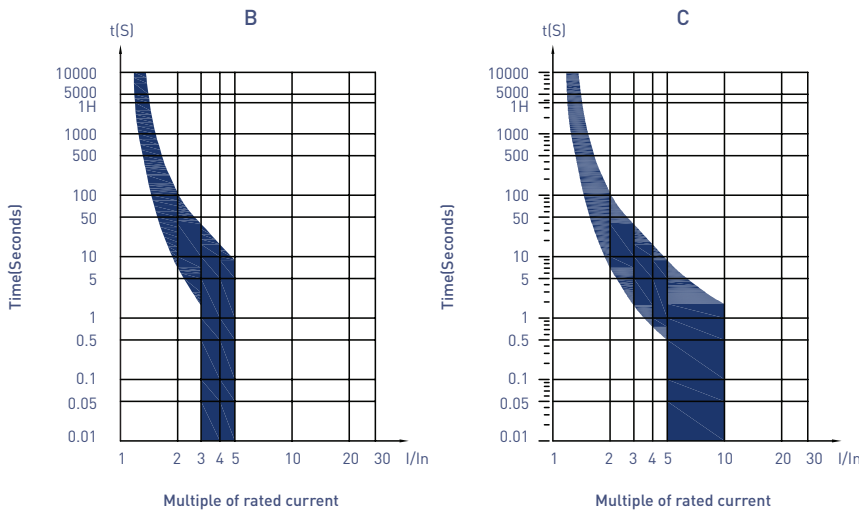 B
t(S)
10000
5000
1H
1000
500
100
50
10
5
1
0.5
0.1
0.05
0.01
1 2 3 4 5 10 20 30 I/In
Time(Seconds)
Multiple of rated current
C
t(S)
10000
5000
1H
1000
500
100
50
10
5
1
0.5
0.1
0.05
0.01
1 2 3 4 5 10 20 30 I/In
Time(Seconds)
Multiple of rated current